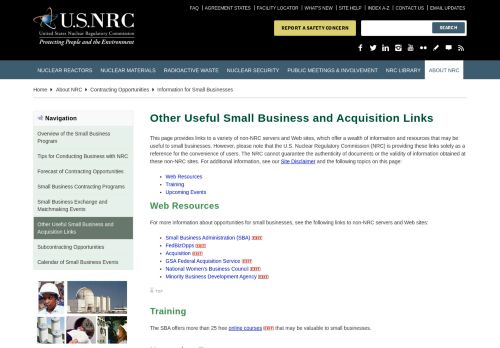 FAQ | AGREEMENT STATES | FACILITY LOCATOR | WHAT'S NEW | SITE HELP | INDEX A-Z | CONTACT US | EMAIL UPDATES
U.S.NRC
United States Nuclear Regulatory Commission
Protecting People and the Environment
REPORT A SAFETY CONCERN
SEARCH
NUCLEAR REACTORS NUCLEAR MATERIALS RADIOACTIVE WASTE NUCLEAR SECURITY PUBLIC MEETINGS & INVOLVEMENT NRC LIBRARY ABOUT NRC
Home About NRC Contracting Opportunities Information for Small Businesses
Navigation
Overview of the Small Business
Program
Tips for Conducting Business with NRC
Forecast of Contracting Opportunities
Small Business Contracting Programs
Small Business Exchange and
Matchmaking Events
Other Useful Small Business and
Acquisition Links
Subcontracting Opportunities
Calendar of Small Business Events
Other Useful Small Business and Acquisition Links
This page provides links to a variety of non-NRC servers and Web sites, which offer a wealth of information and resources that may be
useful to small businesses. However, please note that the U.S. Nuclear Regulatory Commission (NRC) is providing these links solely as a
reference for the convenience of users. The NRC cannot guarantee the authenticity of documents or the validity of information obtained at
these non-NRC sites. For additional information, see our Site Disclaimer and the following topics on this page:
Web Resources
Training
Upcoming Events
Web Resources
For more information about opportunities for small businesses, see the following links to non-NRC servers and Web sites:
Small Business Administration (SBA) EXIT
FedBizOpps EXIT
Acquisition EXIT
GSA Federal Acquisition Service EXIT
National Women's Business Council EXIT
Minority Business Development Agency EXIT
TOP
Training
The SBA offers more than 25 free online courses EXIT that may be valuable to small businesses.